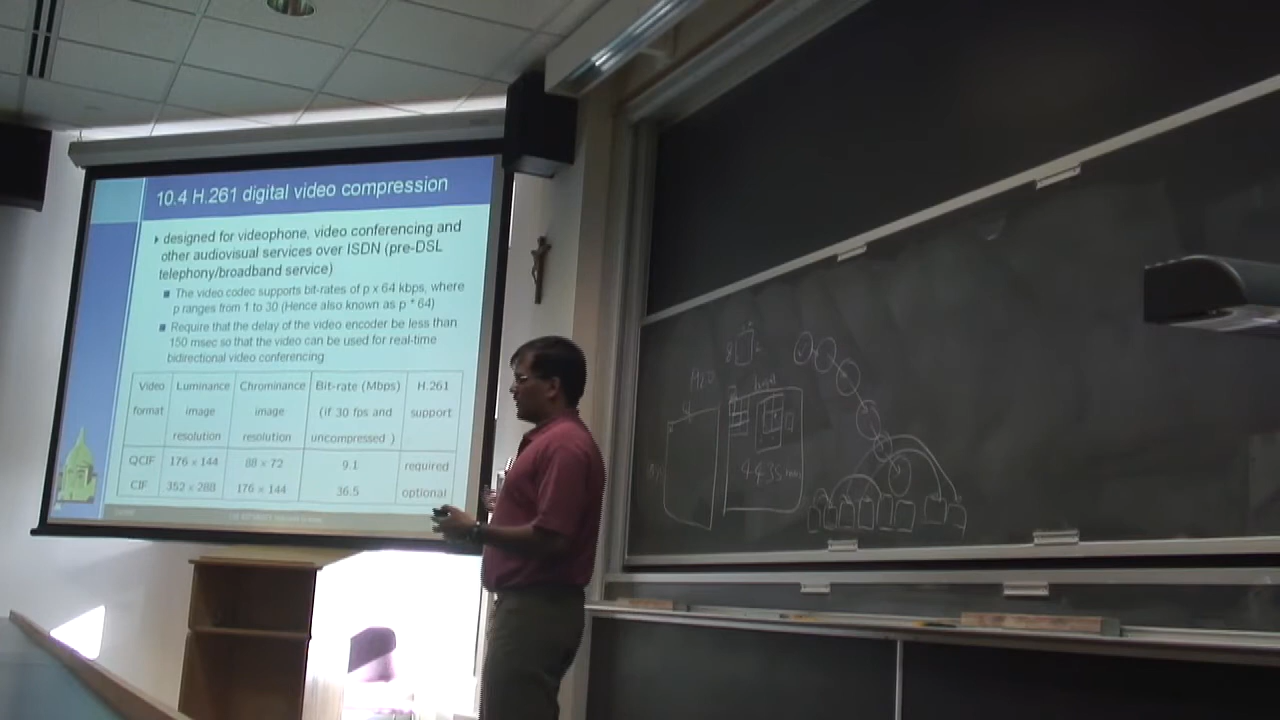 10.4 H.261 digital video compression
designed for videophone, video conferencing and
other audiovisual services over ISDN (pre-DSL
telephony/broadband service)
The video codec supports bit-rates of p x 64 kbps, where
p ranges from 1 to 30 (Hence also known as p * 64)
Require that the delay of the video encoder be less than
150 msec so that the video can be used for real-time
bidirectional video conferencing
Video Luminance Chrominance Bit-rate (Mbps) H.261
format image image (if 30 fps and support
resolution resolution uncompressed )
QCIF 176 × 144 88 × 72 9.1 required
CIF 352 × 288 176 × 144 36.5 optional